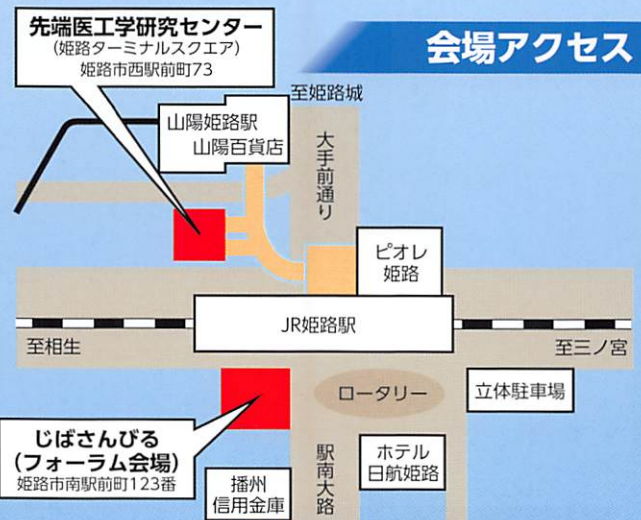 会場アクセス
先端医工学研究センター
(姫路ターミナルスクエア)
姫路市西駅前町73
至姫路城
山陽姫路駅
山陽百貨店
大手前通り
ピオレ
姫路
JR姫路駅
至相生
至三ノ宮
ロータリー
立体駐車場
じばさんびる
(フォーラム会場)
姫路市南駅前町123番
播州
信用金庫
駅南大路
ホテル
日航姫路